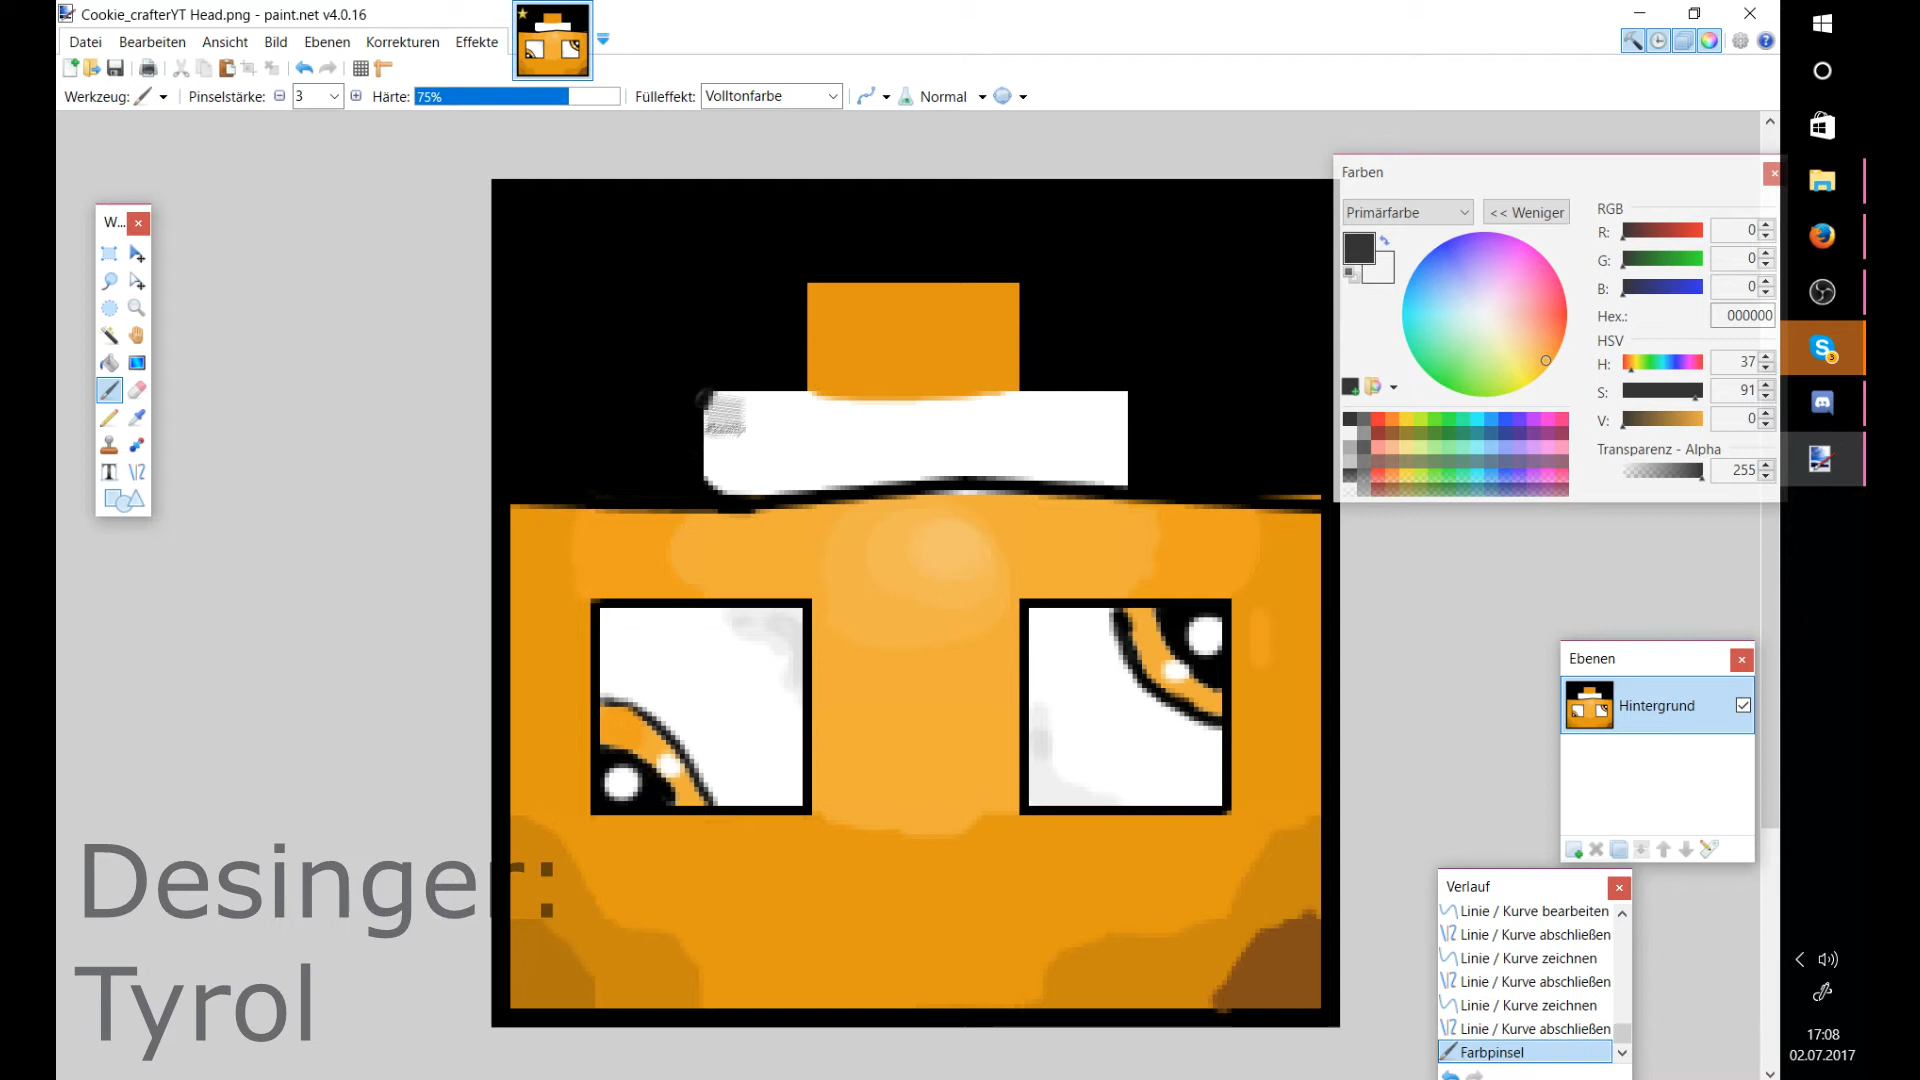 Cookie_crafterYT Head.png - paint.net v4.0.16
Datei Bearbeiten Ansicht Bild Ebenen Korrekturen Effekte
Werkzeug: Pinselstärke: 3 Härte: 75% Fülleffekt: Volltonfarbe Normal
W...
Farben
Primärfarbe << Weniger
RGB
R: 0
G: 0
B: 0
Hex.: 000000
HSV
H: 37
S: 91
V: 0
Transparenz - Alpha
255
Ebenen
Hintergrund
Verlauf
Linie / Kurve bearbeiten
Linie / Kurve abschließen
Linie / Kurve zeichnen
Linie / Kurve abschließen
Linie / Kurve zeichnen
Linie / Kurve abschließen
Farbpinsel
Desinger:
Tyrol
3
17:08
02.07.2017